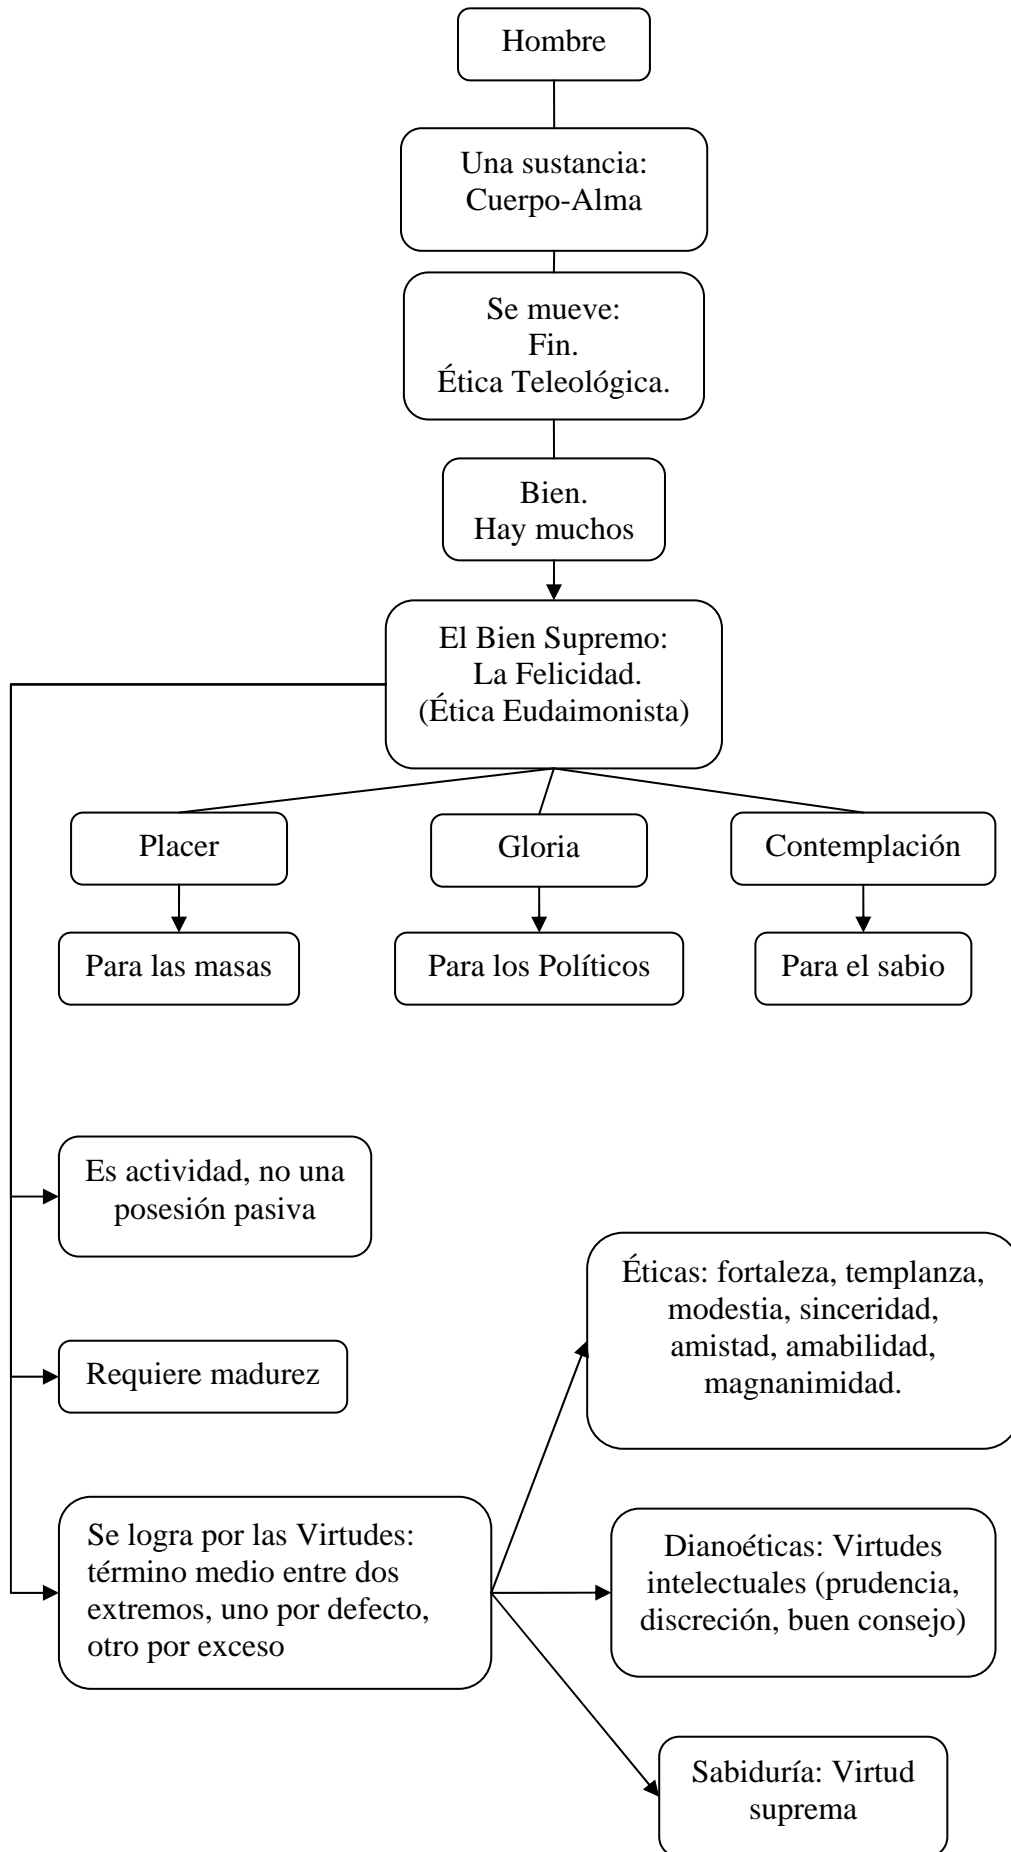 Hombre
Una sustancia:
Cuerpo-Alma
Se mueve:
Fin.
Ética Teleológica.
Bien.
Hay muchos
El Bien Supremo:
La Felicidad.
(Ética Eudaimonista)
Placer
Gloria
Contemplación
Para las masas
Para los Políticos
Para el sabio
Es actividad, no una
posesión pasiva
Requiere madurez
Se logra por las Virtudes:
término medio entre dos
extremos, uno por defecto,
otro por exceso
Éticas: fortaleza, templanza,
modestia, sinceridad,
amistad, amabilidad,
magnanimidad.
Dianoéticas: Virtudes
intelectuales (prudencia,
discreción, buen consejo)
Sabiduría: Virtud
suprema